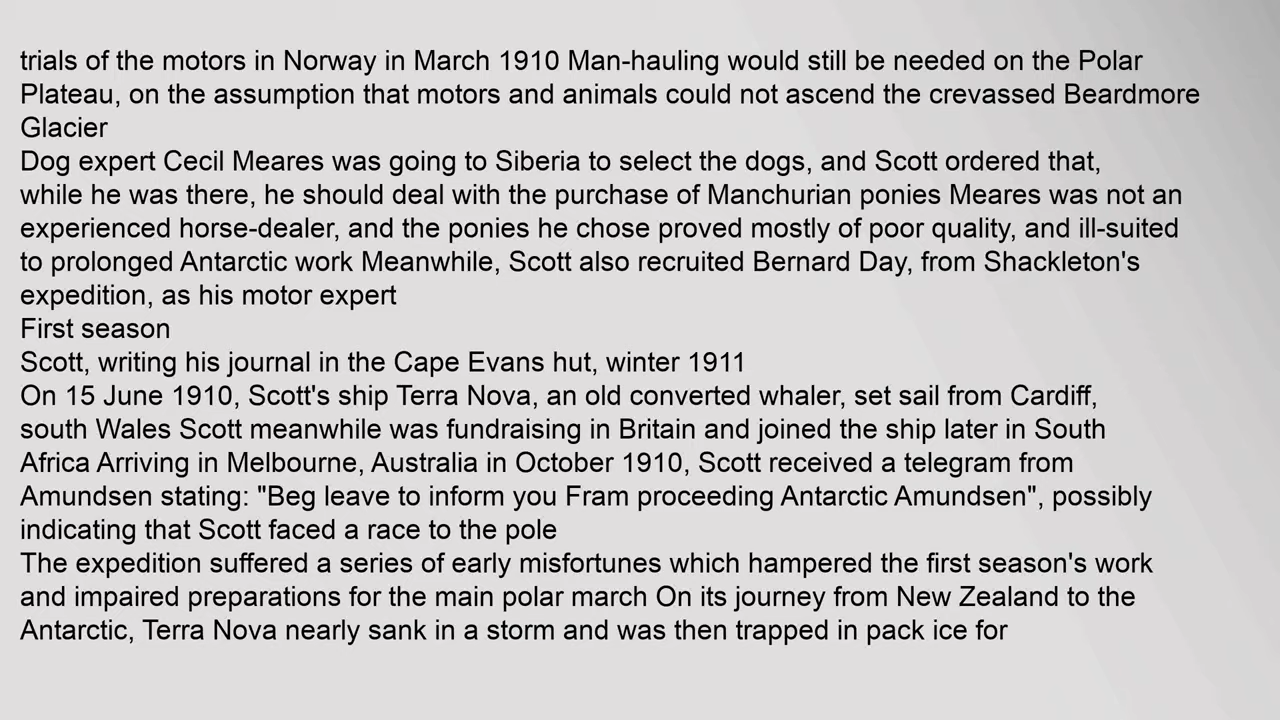 trials of the motors in Norway in March 1910 Man-hauling would still be needed on the Polar
Plateau, on the assumption that motors and animals could not ascend the crevassed Beardmore
Glacier
Dog expert Cecil Meares was going to Siberia to select the dogs, and Scott ordered that,
while he was there, he should deal with the purchase of Manchurian ponies Meares was not an
experienced horse-dealer, and the ponies he chose proved mostly of poor quality, and ill-suited
to prolonged Antarctic work Meanwhile, Scott also recruited Bernard Day, from Shackleton's
expedition, as his motor expert
First season
Scott, writing his journal in the Cape Evans hut, winter 1911
On 15 June 1910, Scott's ship Terra Nova, an old converted whaler, set sail from Cardiff,
south Wales Scott meanwhile was fundraising in Britain and joined the ship later in South
Africa Arriving in Melbourne, Australia in October 1910, Scott received a telegram from
Amundsen stating: "Beg leave to inform you Fram proceeding Antarctic Amundsen", possibly
indicating that Scott faced a race to the pole
The expedition suffered a series of early misfortunes which hampered the first season's work
and impaired preparations for the main polar march On its journey from New Zealand to the
Antarctic, Terra Nova nearly sank in a storm and was then trapped in pack ice for